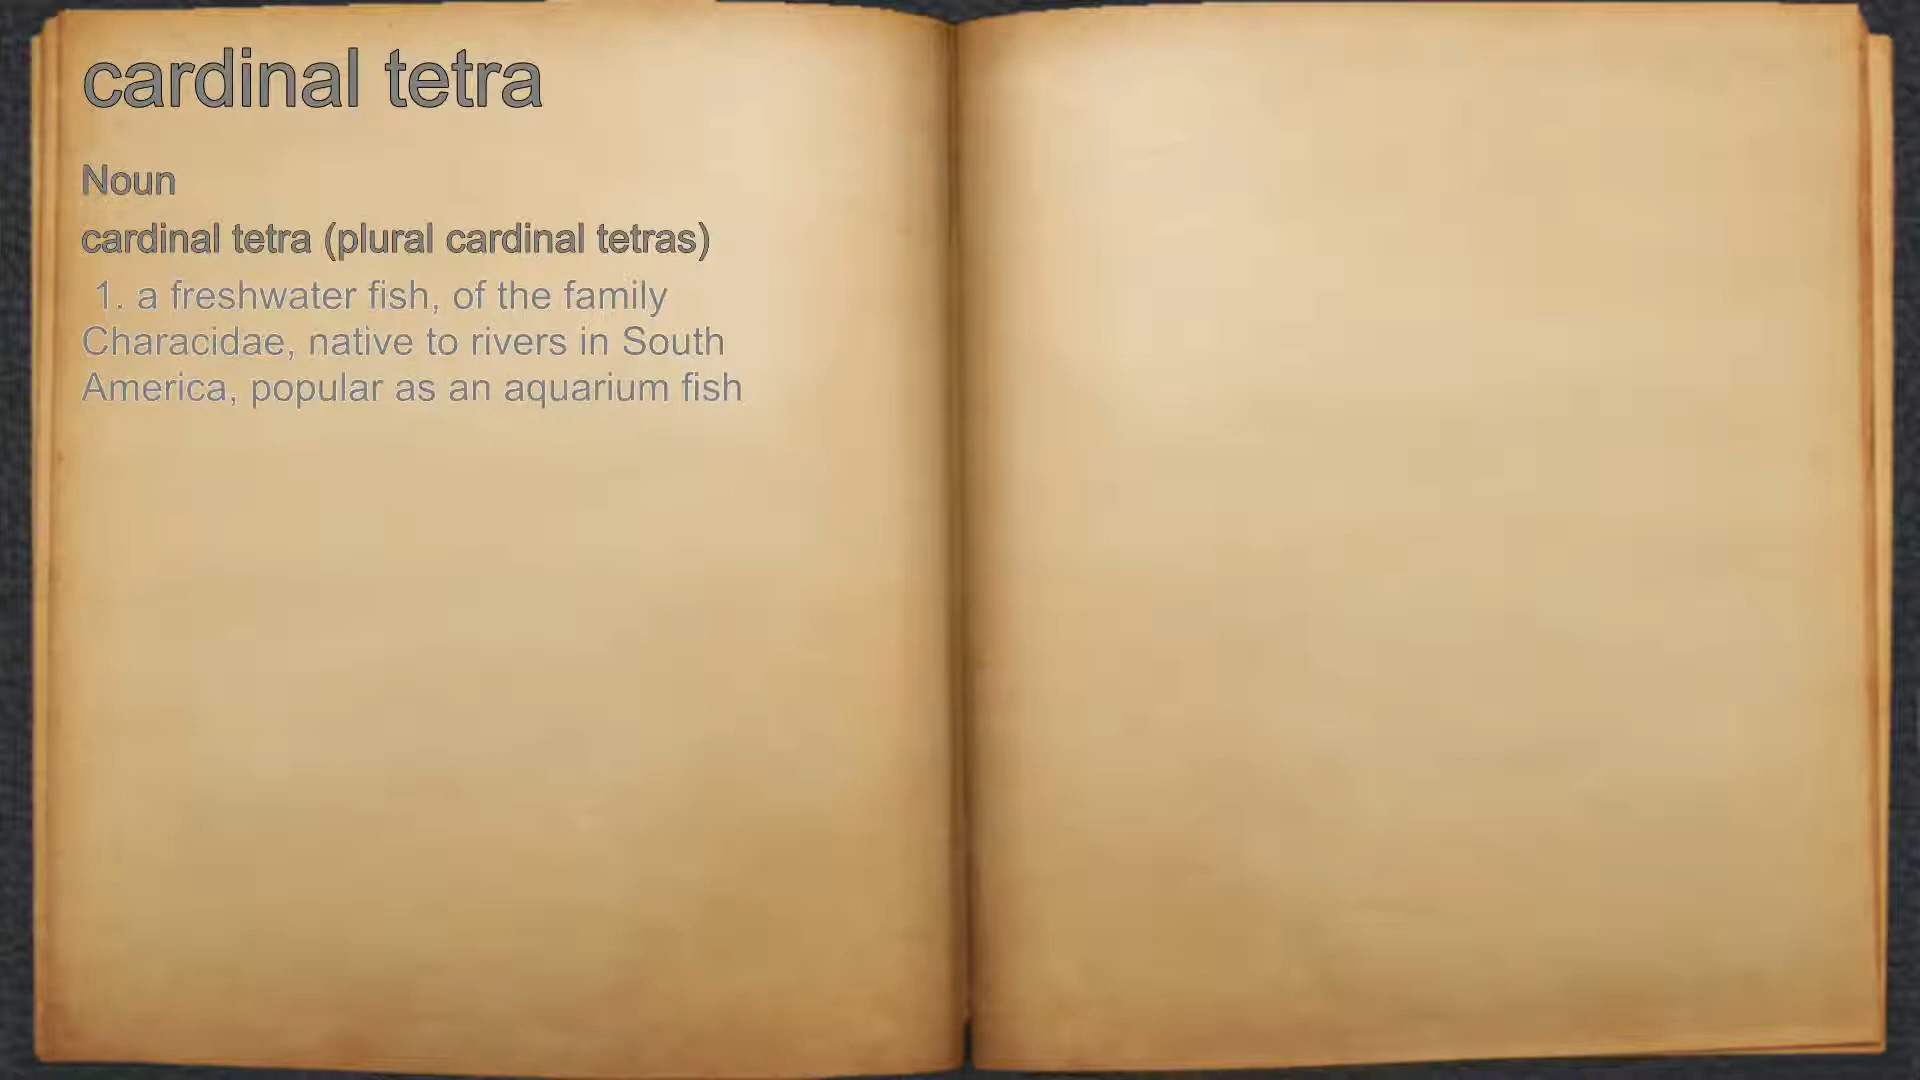 cardinal tetra
Noun
cardinal tetra (plural cardinal tetras)
1. a freshwater fish, of the family
Characidae, native to rivers in South
America, popular as an aquarium fish